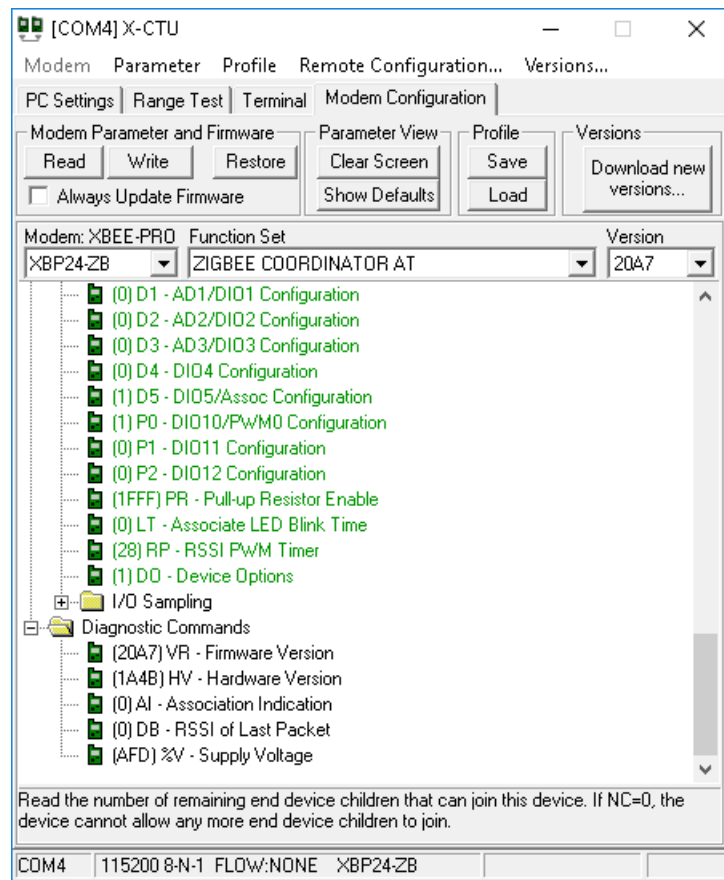 [COM4] X-CTU
Modem Parameter Profile Remote Configuration... Versions...
PC Settings Range Test Terminal Modem Configuration
Modem Parameter and Firmware Parameter View Profile Versions
Read Write Restore Clear Screen Save Download new versions...
Always Update Firmware Show Defaults Load
Modem: XBEE-PRO Function Set Version
XBP24-ZB ZIGBEE COORDINATOR AT 20A7
(0) D1 - AD1/DIO1 Configuration
(0) D2 - AD2/DIO2 Configuration
(0) D3 - AD3/DIO3 Configuration
(0) D4 - DIO4 Configuration
(1) D5 - DIO5/Assoc Configuration
(1) P0 - DIO10/PWM0 Configuration
(0) P1 - DIO11 Configuration
(0) P2 - DIO12 Configuration
(1FFF) PR - Pull-up Resistor Enable
(0) LT - Associate LED Blink Time
(28) RP - RSSI PWM Timer
(1) DO - Device Options
I/O Sampling
Diagnostic Commands
(20A7) VR - Firmware Version
(1A4B) HV - Hardware Version
(0) AI - Association Indication
(0) DB - RSSI of Last Packet
(AFD) %V - Supply Voltage
Read the number of remaining end device children that can join this device. If NC=0, the
device cannot allow any more end device children to join.
COM4 115200 8-N-1 FLOW:NONE XBP24-ZB